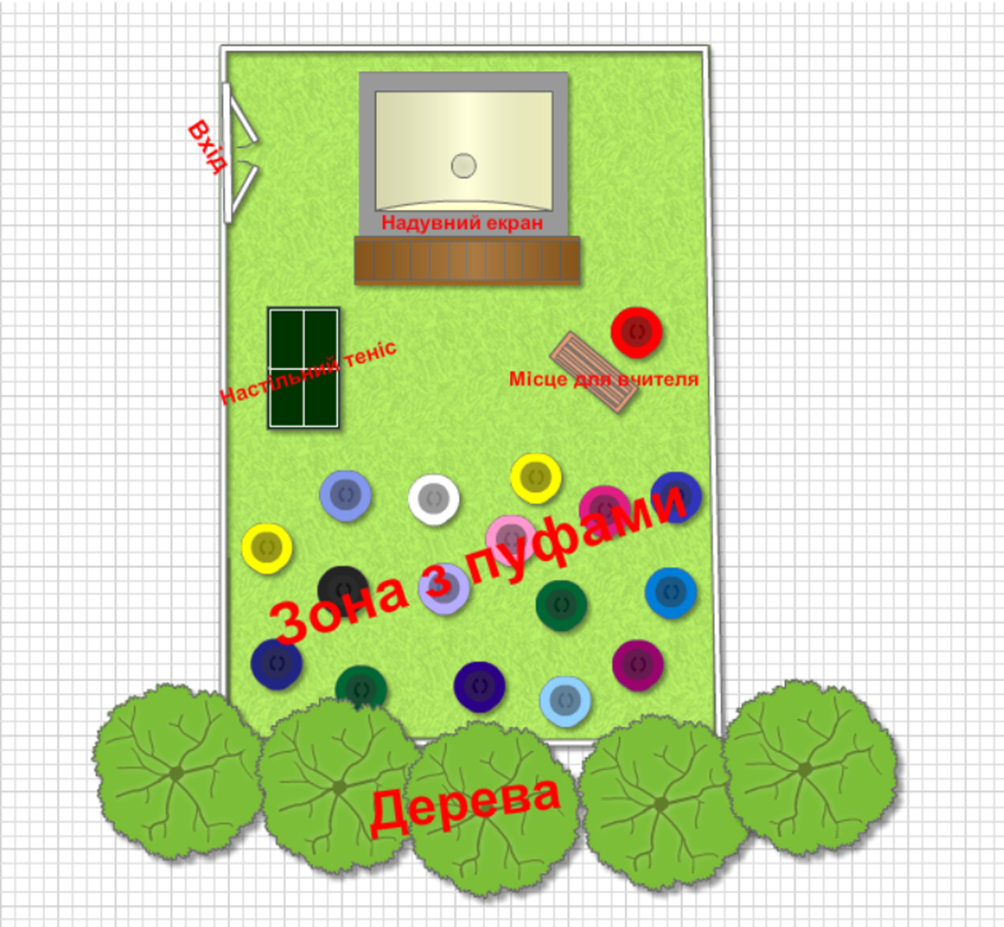 Вхід
Надувний екран
Настільний теніс
Місце для вчителя
Зона з пуфами
Дерева